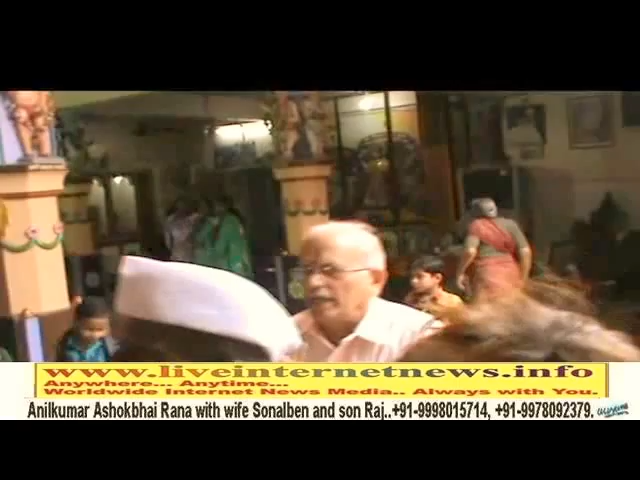 www.liveinternetnews.info
Anywhere... Anytime...
Worldwide Internet News Media.. Always with You.
Anilkumar Ashokbhai Rana with wife Sonalben and son Raj..+91-9998015714, +91-9978092379.